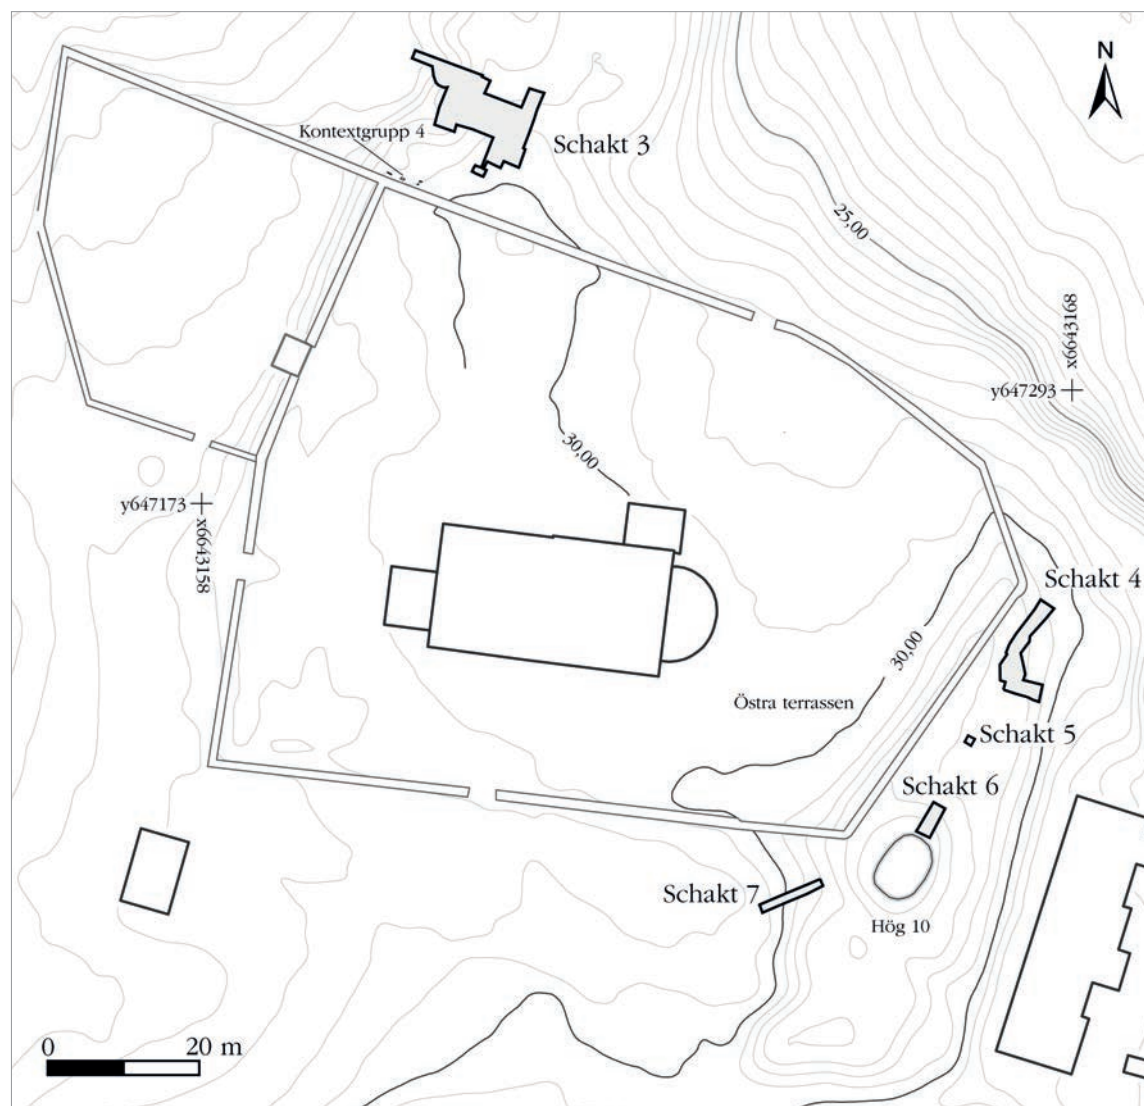 N
Kontextgrupp 4
Schakt 3
25,00
x6643168
y647293
30,00
y647173
x6643158
Schakt 4
30,00
Östra terrassen
Schakt 5
Schakt 6
Schakt 7
Hög 10
0 20 m